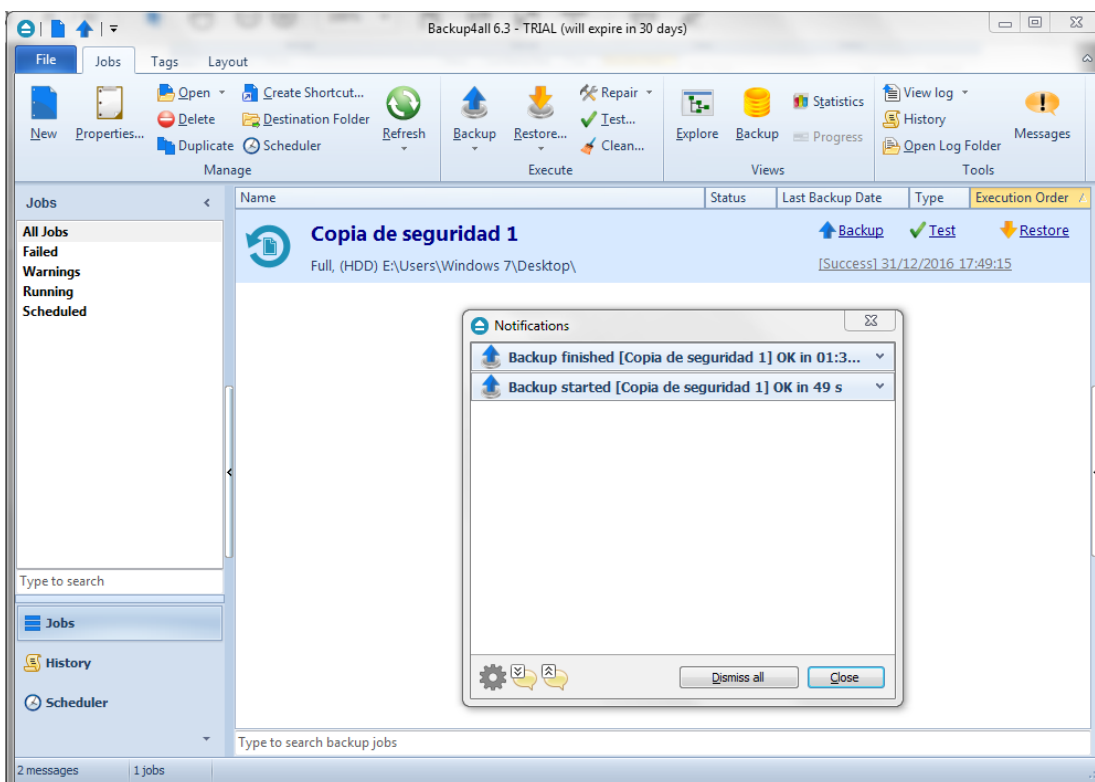 Backup4all 6.3 - TRIAL (will expire in 30 days)
File Jobs Tags Layout
New Properties... Open Delete Duplicate Create Shortcut... Destination Folder Scheduler Refresh
Backup Restore... Repair Test... Clean...
Explore Backup Statistics Progress
View log History Open Log Folder Messages
Manage Execute Views Tools
Jobs
All Jobs
Failed
Warnings
Running
Scheduled
Type to search
Jobs
History
Scheduler
Name Status Last Backup Date Type Execution Order
Copia de seguridad 1
Backup Test Restore
Full, (HDD) E:\Users\Windows 7\Desktop\
[Success] 31/12/2016 17:49:15
Notifications
Backup finished [Copia de seguridad 1] OK in 01:3...
Backup started [Copia de seguridad 1] OK in 49 s
Dismiss all Close
Type to search backup jobs
2 messages 1 jobs